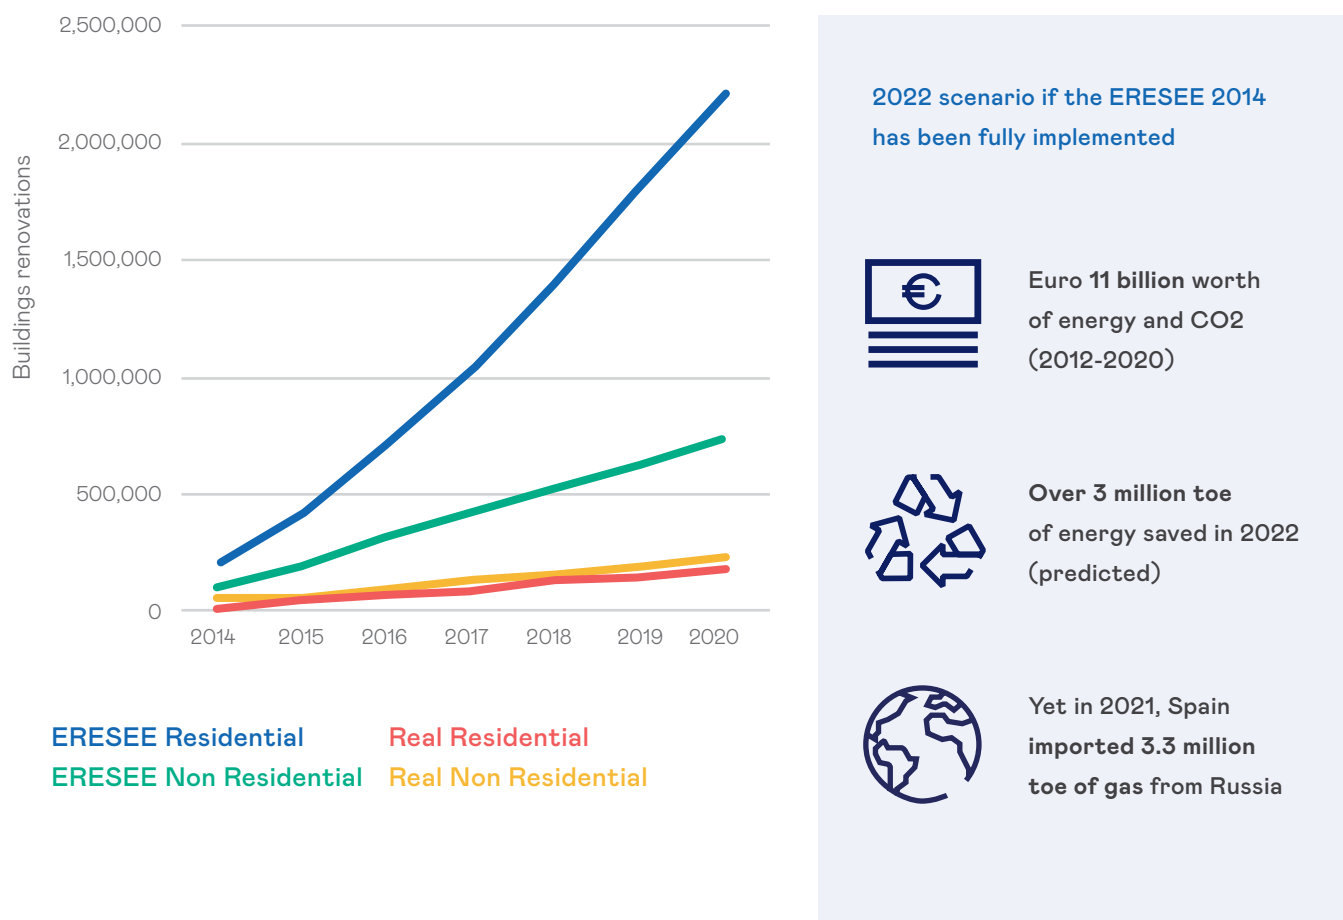 2,500,000
2,000,000
1,500,000
1,000,000
500,000
0
Buildings renovations
2014 2015 2016 2017 2018 2019 2020
ERESEE Residential
Real Residential
ERESEE Non Residential
Real Non Residential
2022 scenario if the ERESEE 2014
has been fully implemented
€
Euro 11 billion worth
of energy and CO2
(2012-2020)
Over 3 million toe
of energy saved in 2022
(predicted)
Yet in 2021, Spain
imported 3.3 million
toe of gas from Russia